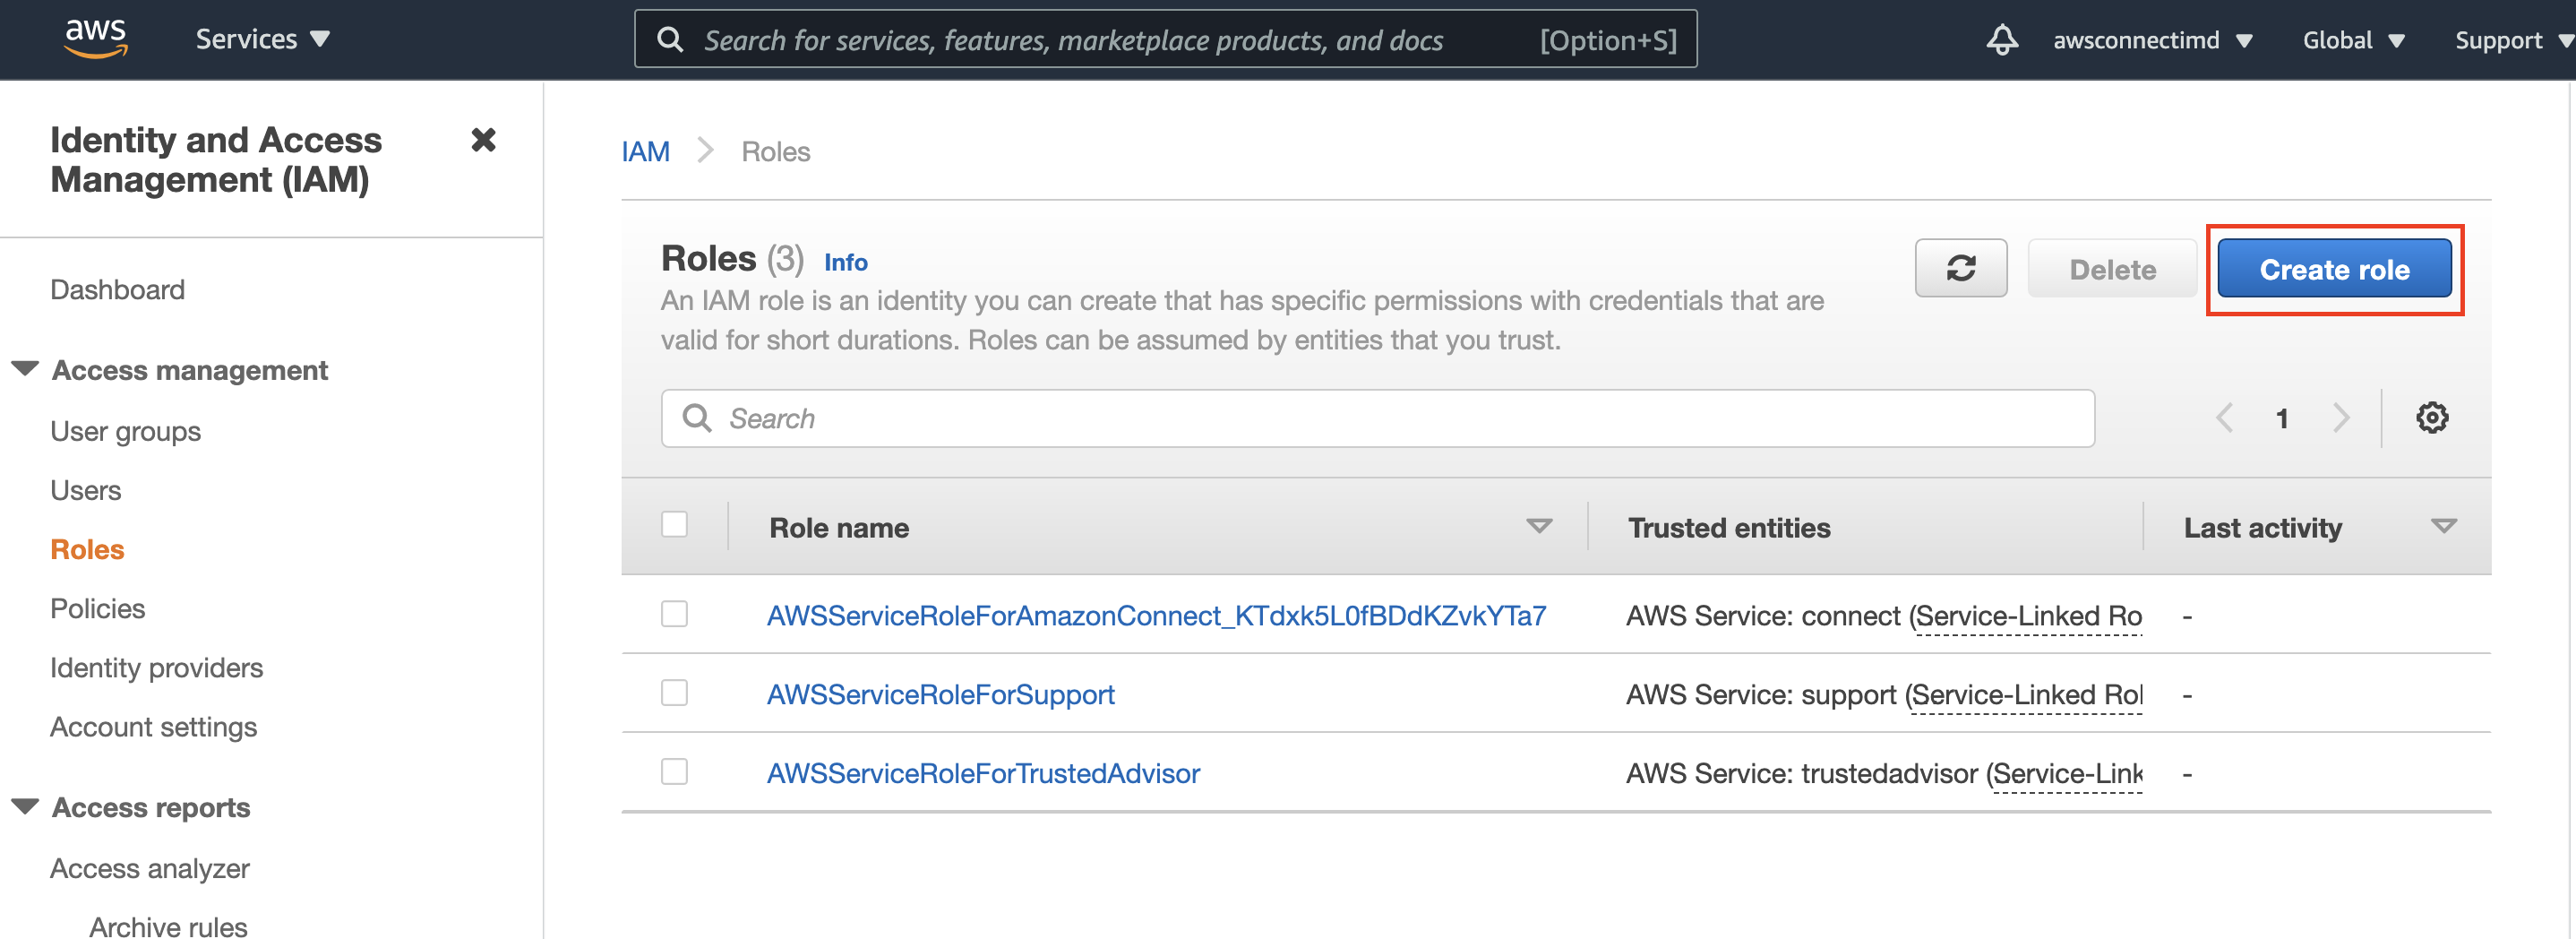 aws
Services
Search for services, features, marketplace products, and docs [Option+S]
awsconnectimd
Global
Support
Identity and Access
Management (IAM)
Dashboard
Access management
User groups
Users
Roles
Policies
Identity providers
Account settings
Access reports
Access analyzer
Archive rules
IAM > Roles
Roles (3) Info
An IAM role is an identity you can create that has specific permissions with credentials that are
valid for short durations. Roles can be assumed by entities that you trust.
Delete
Create role
Search
1
Role name Trusted entities Last activity
AWSServiceRoleForAmazonConnect_KTdxk5L0fBDdKZvkYTa7 AWS Service: connect (Service-Linked Ro -
AWSServiceRoleForSupport AWS Service: support (Service-Linked Rol -
AWSServiceRoleForTrustedAdvisor AWS Service: trustedadvisor (Service-Link -